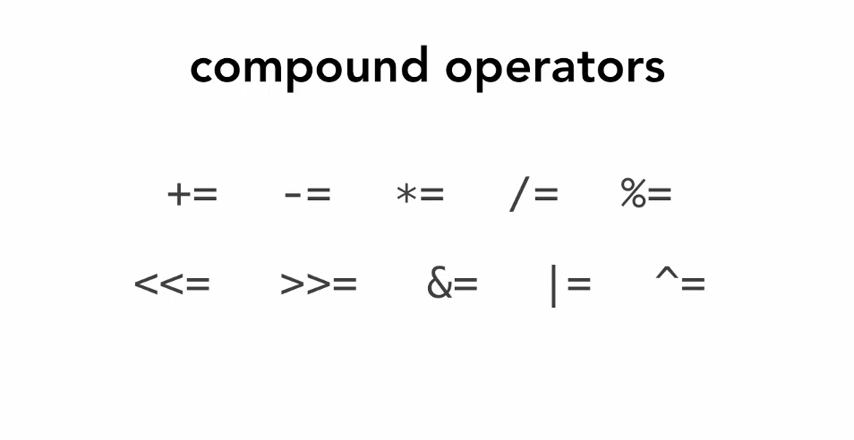 compound operators
+= -= *= /= %=
<<= >>= &= |= ^=